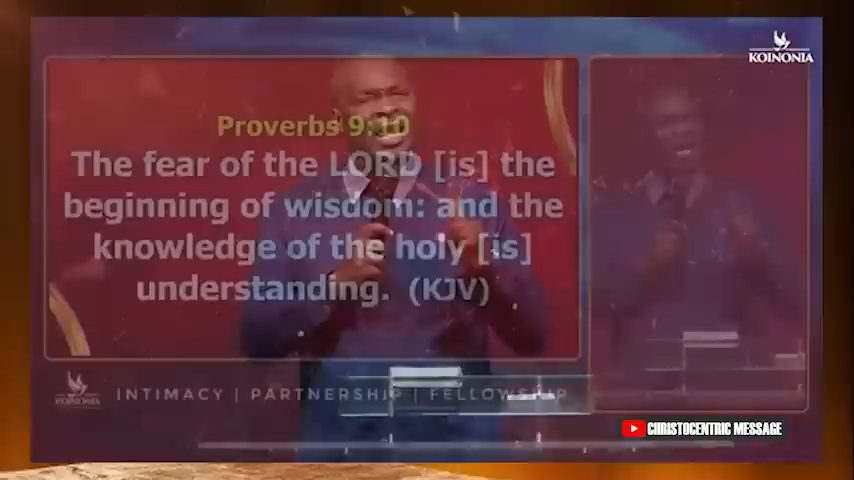 KOINONIA
Proverbs 9:10
The fear of the LORD [is] the
beginning of wisdom: and the
knowledge of the holy [is]
understanding. (KJV)
KOINONIA
INTIMACY | PARTNERSHIP | FELLOWSHIP
CHRISTOCENTRIC MESSAGE